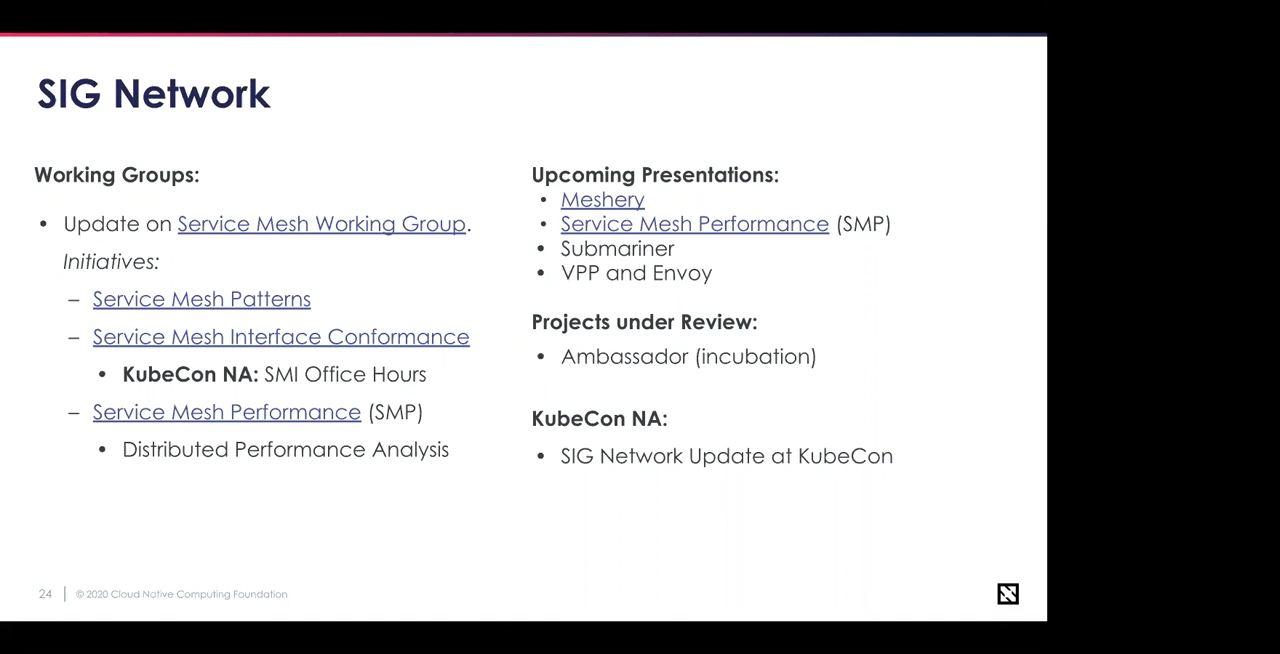 SIG Network
Working Groups:
• Update on Service Mesh Working Group.
Initiatives:
– Service Mesh Patterns
– Service Mesh Interface Conformance
• KubeCon NA: SMI Office Hours
– Service Mesh Performance (SMP)
• Distributed Performance Analysis
Upcoming Presentations:
• Meshery
• Service Mesh Performance (SMP)
• Submariner
• VPP and Envoy
Projects under Review:
• Ambassador (incubation)
KubeCon NA:
• SIG Network Update at KubeCon
24 | © 2020 Cloud Native Computing Foundation